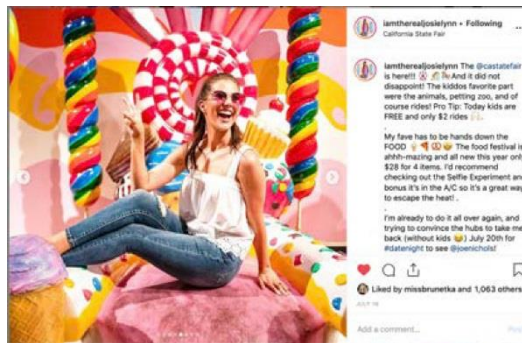 iamtherealjosielynn • Following
California State Fair
iamtherealjosielynn The @castatefair
is here!!! And it did not
disappoint! The kiddos favorite part
were the animals, petting zoo, and of
course rides! Pro Tip: Today kids are
FREE and only $2 rides
.
My fave has to be hands down the
FOOD The food festival is
ahhh-mazing and all new this year only
$28 for 4 items. I'd recommend
checking out the Selfie Experiment and
bonus it's in the A/C so it's a great way
to escape the heat! .
.
I'm already to do it all over again, and
trying to convince the hubs to take me
back (without kids ) July 20th for
#datenight to see @joenichols!
Liked by missbrunetka and 1,063 others
JULY
Add a comment...